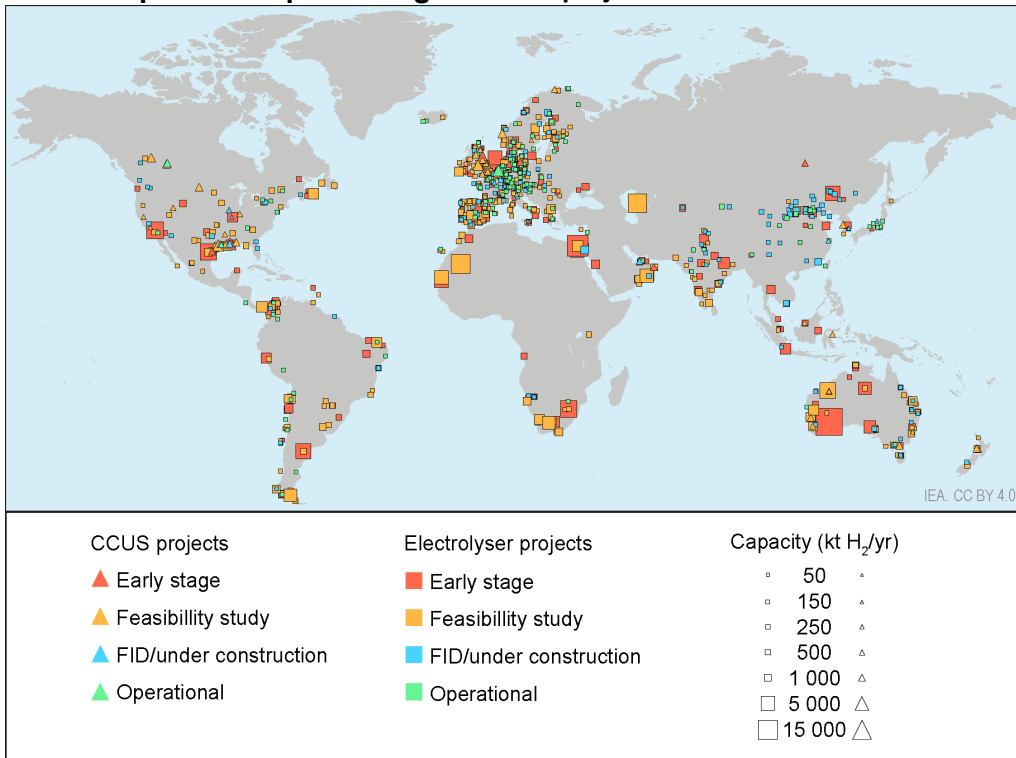 IEA. CC BY 4.0
CCUS projects
Early stage
Feasibillity study
FID/under construction
Operational
Electrolyser projects
Early stage
Feasibility study
FID/under construction
Operational
Capacity (kt H₂/yr)
50
150
250
500
1 000
5 000
15 000